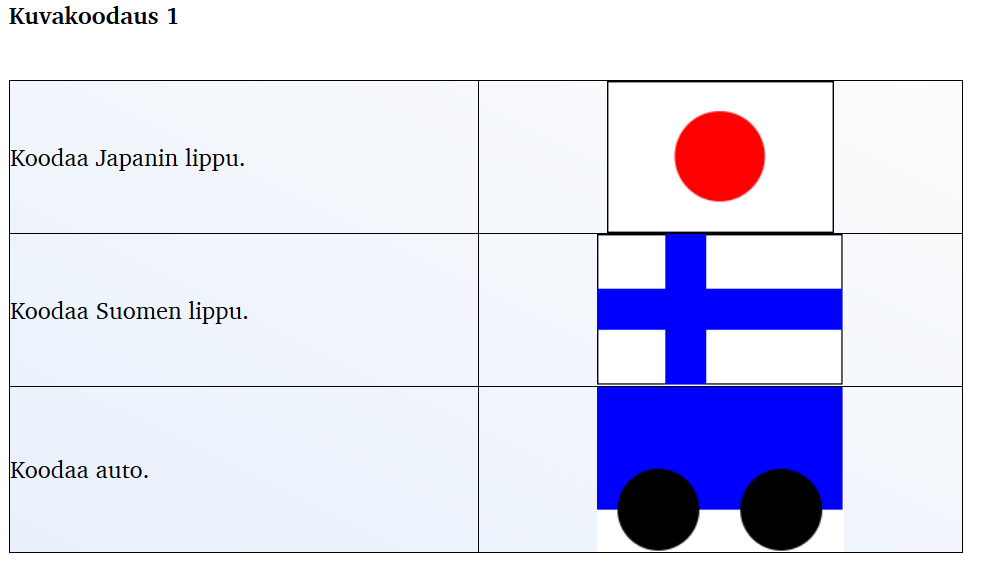 Kuvakoodaus 1
Koodaa Japanin lippu.
Koodaa Suomen lippu.
Koodaa auto.